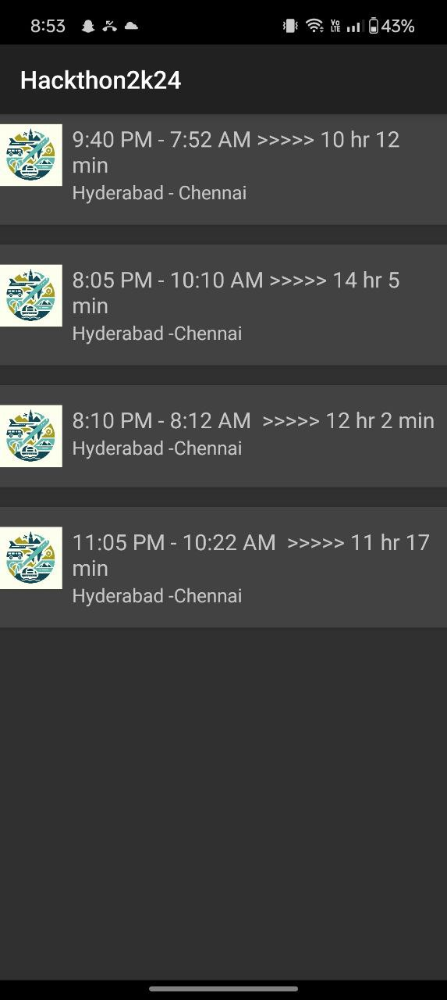 8:53 Vo LTE 43%
Hackthon2k24
9:40 PM - 7:52 AM >>>>> 10 hr 12
min
Hyderabad - Chennai
8:05 PM - 10:10 AM >>>>> 14 hr 5
min
Hyderabad -Chennai
8:10 PM - 8:12 AM  >>>>> 12 hr 2 min
Hyderabad -Chennai
11:05 PM - 10:22 AM  >>>>> 11 hr 17
min
Hyderabad -Chennai